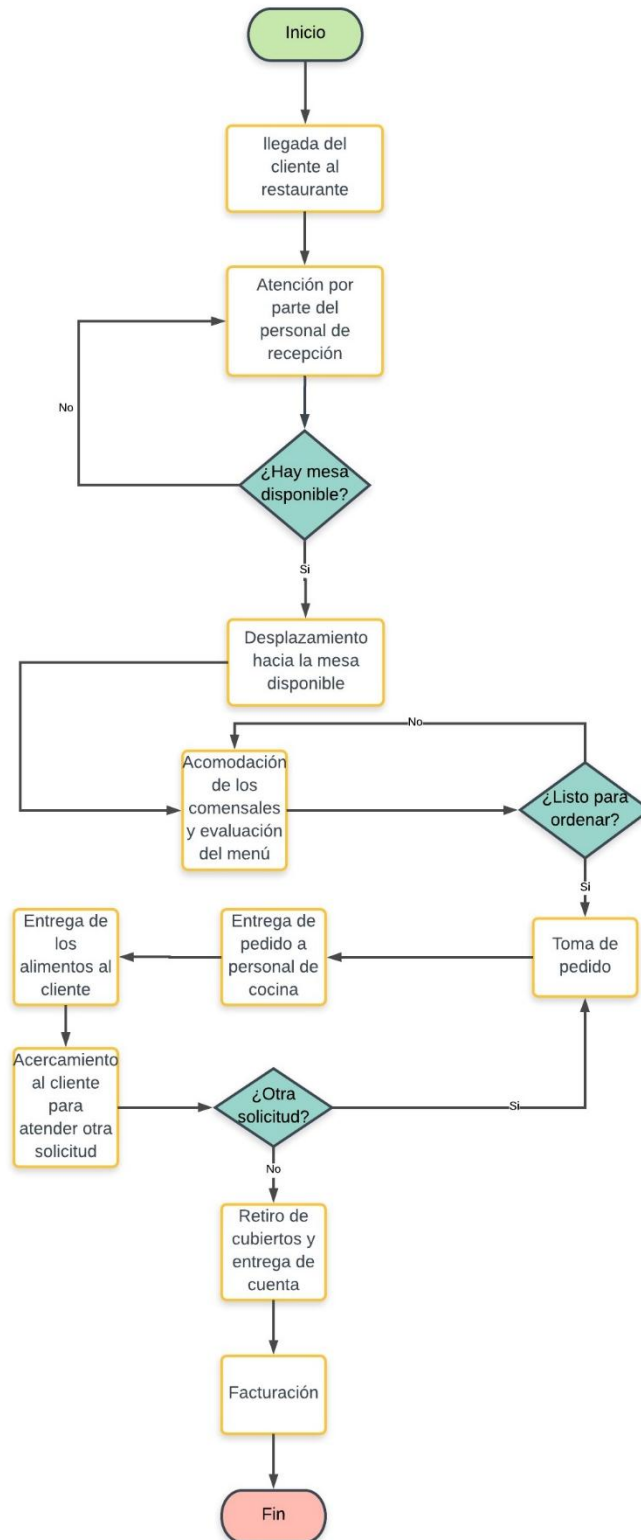 Inicio
llegada del
cliente al
restaurante
Atención por
parte del
personal de
recepción
No
¿Hay mesa
disponible?
Si
Desplazamiento
hacia la mesa
disponible
No
Acomodación
de los
comensales
y evaluación
del menú
¿Listo para
ordenar?
Si
Toma de
pedido
Entrega de
pedido a
personal de
cocina
Entrega de
los
alimentos al
cliente
Acercamiento
al cliente
para
atender otra
solicitud
¿Otra
solicitud?
Si
No
Retiro de
cubiertos y
entrega de
cuenta
Facturación
Fin